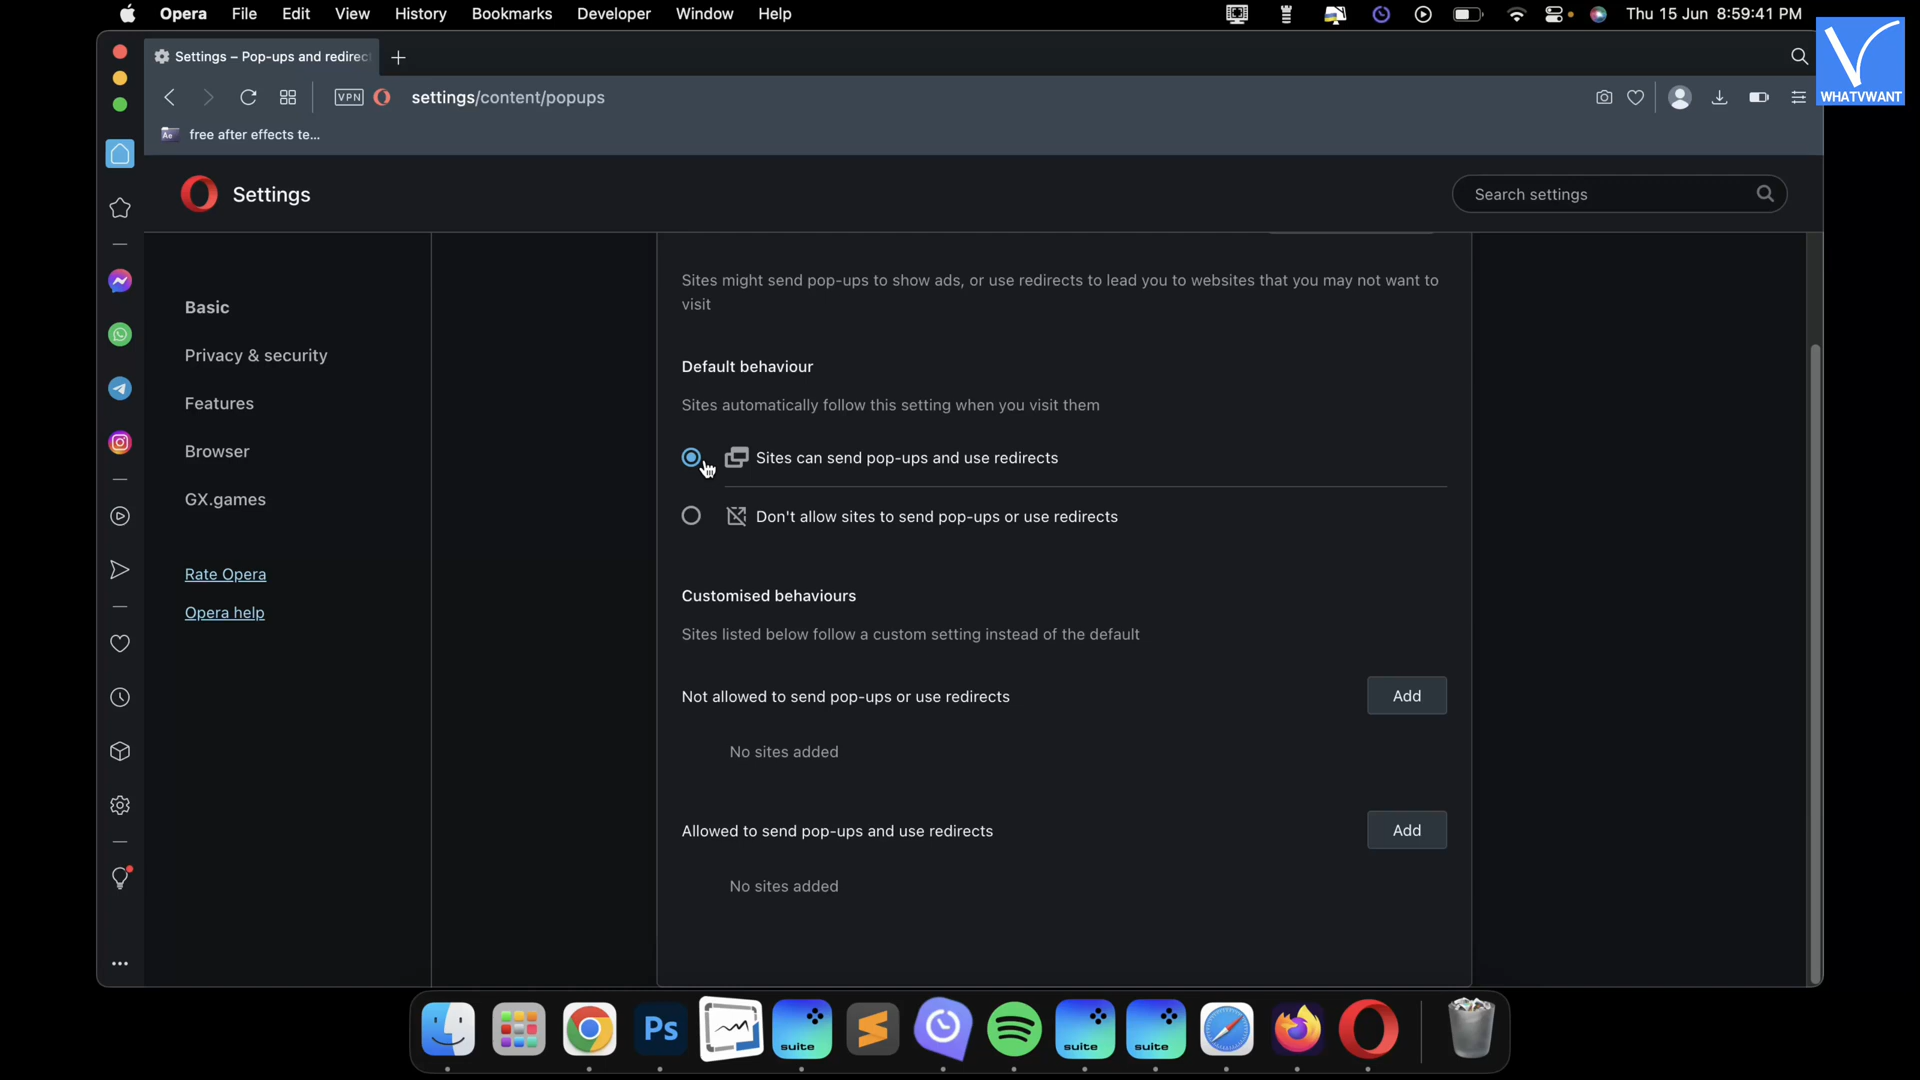 Opera File Edit View History Bookmarks Developer Window Help Thu 15 Jun 8:59:41 PM
Settings – Pop-ups and redirec
WHATVWANT
VPN settings/content/popups
Ae free after effects te...
Settings
Search settings
Sites might send pop-ups to show ads, or use redirects to lead you to websites that you may not want to
visit
Basic
Privacy & security
Features
Browser
GX.games
Rate Opera
Opera help
Default behaviour
Sites automatically follow this setting when you visit them
Sites can send pop-ups and use redirects
Don't allow sites to send pop-ups or use redirects
Customised behaviours
Sites listed below follow a custom setting instead of the default
Not allowed to send pop-ups or use redirects Add
No sites added
Allowed to send pop-ups and use redirects Add
No sites added
Ps suite suite suite